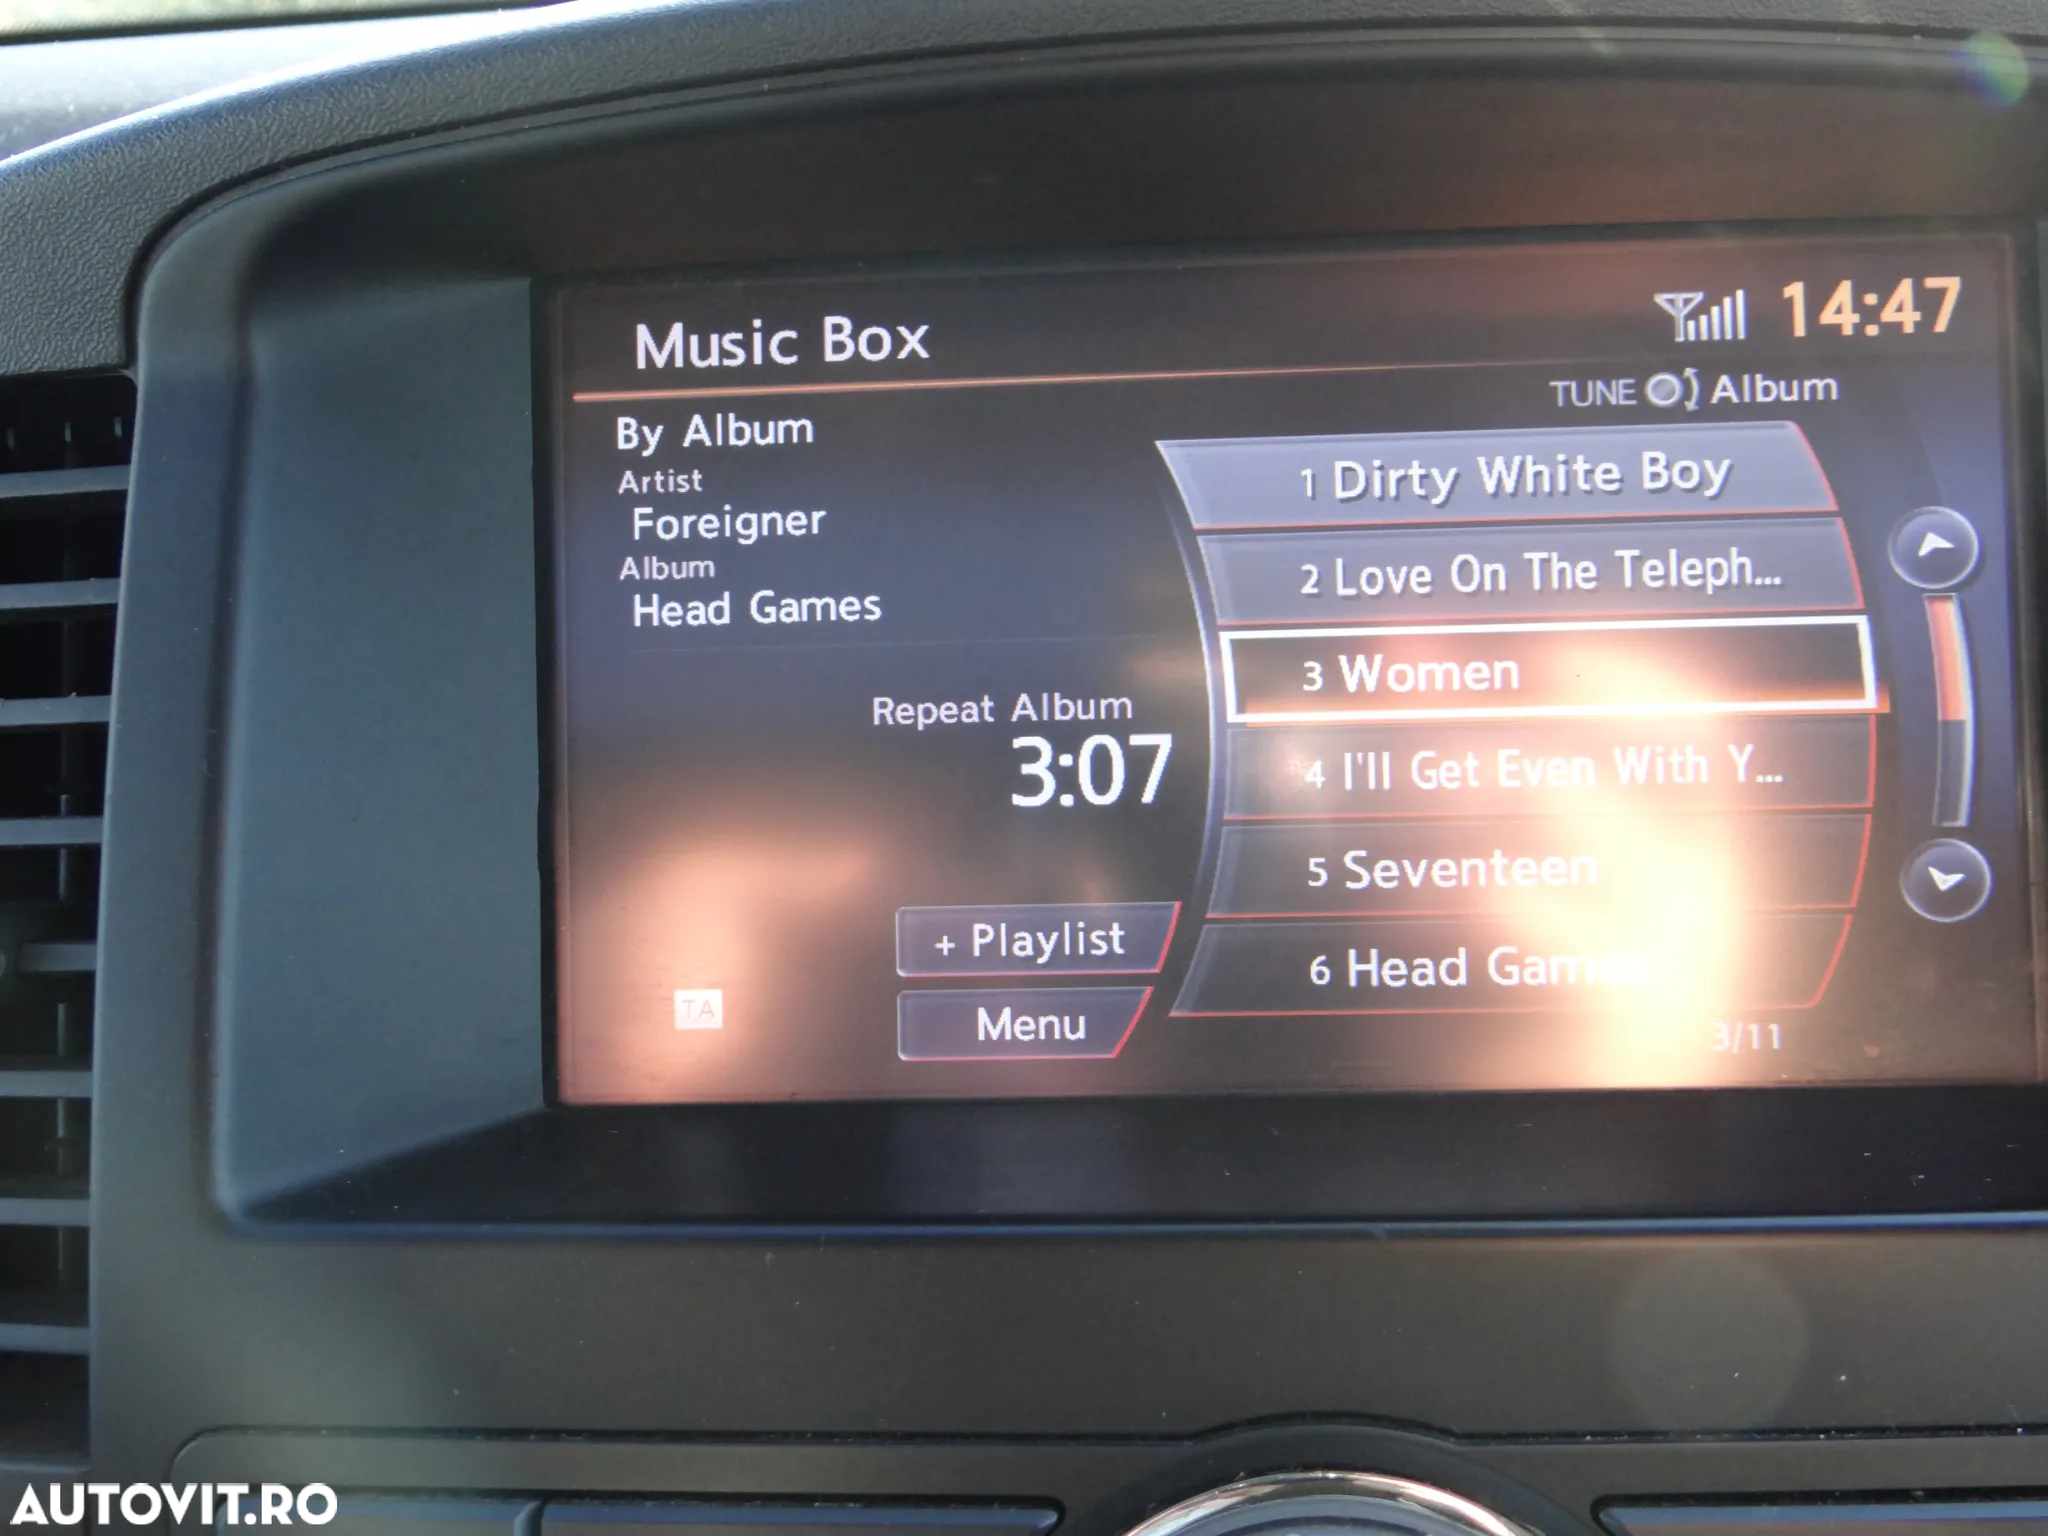 Music Box
14:47
TUNE Album
By Album
Artist
Foreigner
Album
Head Games
Repeat Album
3:07
+ Playlist
Menu
TA
1 Dirty White Boy
2 Love On The Teleph...
3 Women
4 I'll Get Even With Y...
5 Seventeen
6 Head Games
3/11
AUTOVIT.RO